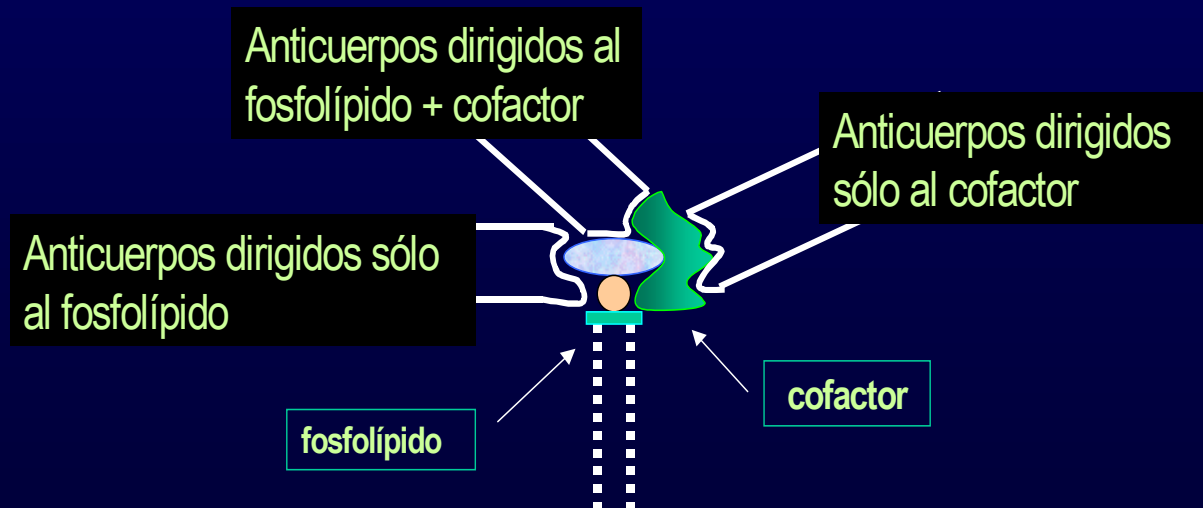 Anticuerpos dirigidos al
fosfolípido + cofactor
Anticuerpos dirigidos
sólo al cofactor
Anticuerpos dirigidos sólo
al fosfolípido
cofactor
fosfolípido